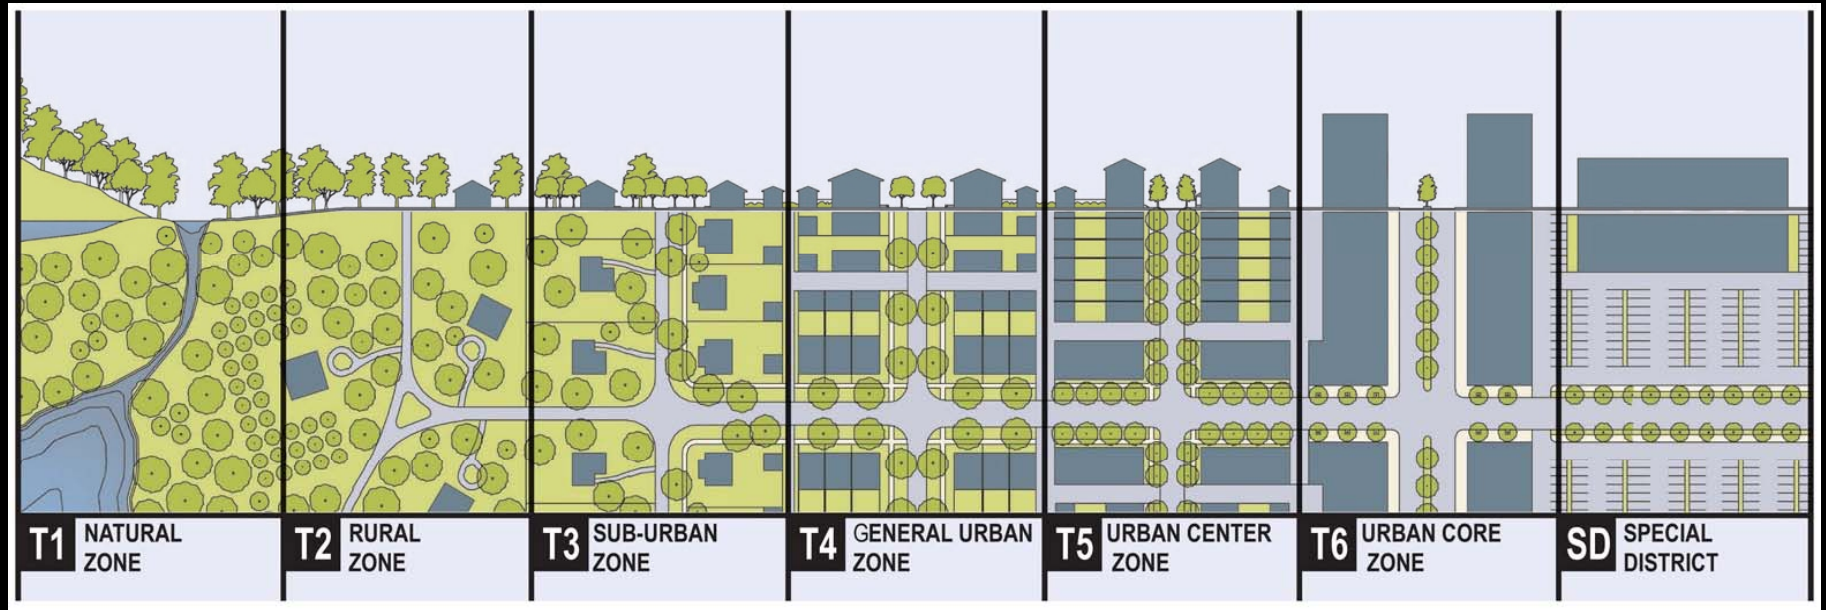 T1 NATURAL
ZONE
T2 RURAL
ZONE
T3 SUB-URBAN
ZONE
T4 GENERAL URBAN
ZONE
T5 URBAN CENTER
ZONE
T6 URBAN CORE
ZONE
SD SPECIAL
DISTRICT